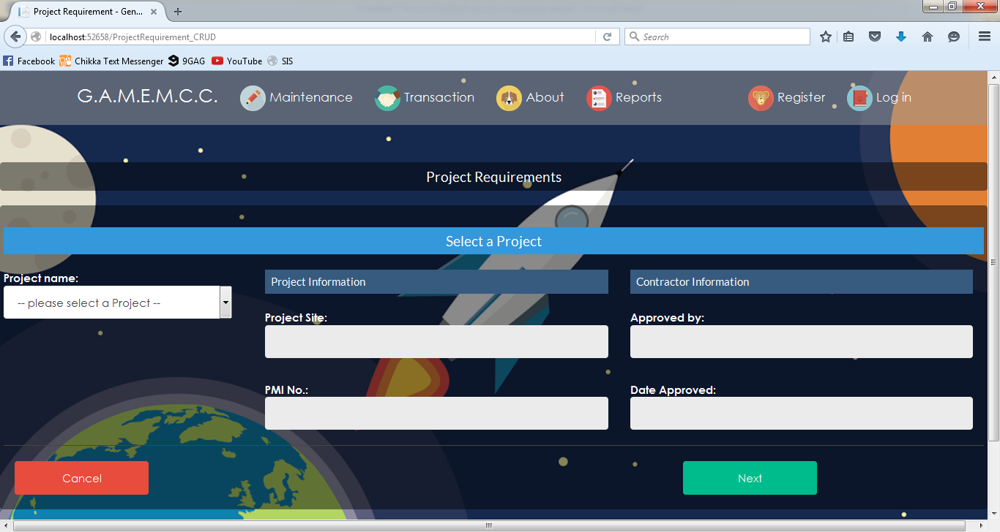 Project Requirement - Gen...
localhost:52658/ProjectRequirement_CRUD
Search
Facebook Chikka Text Messenger 9GAG YouTube SIS
G.A.M.E.M.C.C. Maintenance Transaction About Reports Register Log in
Project Requirements
Select a Project
Project name:
-- please select a Project --
Project Information
Project Site:
PMI No.:
Contractor Information
Approved by:
Date Approved:
Cancel
Next